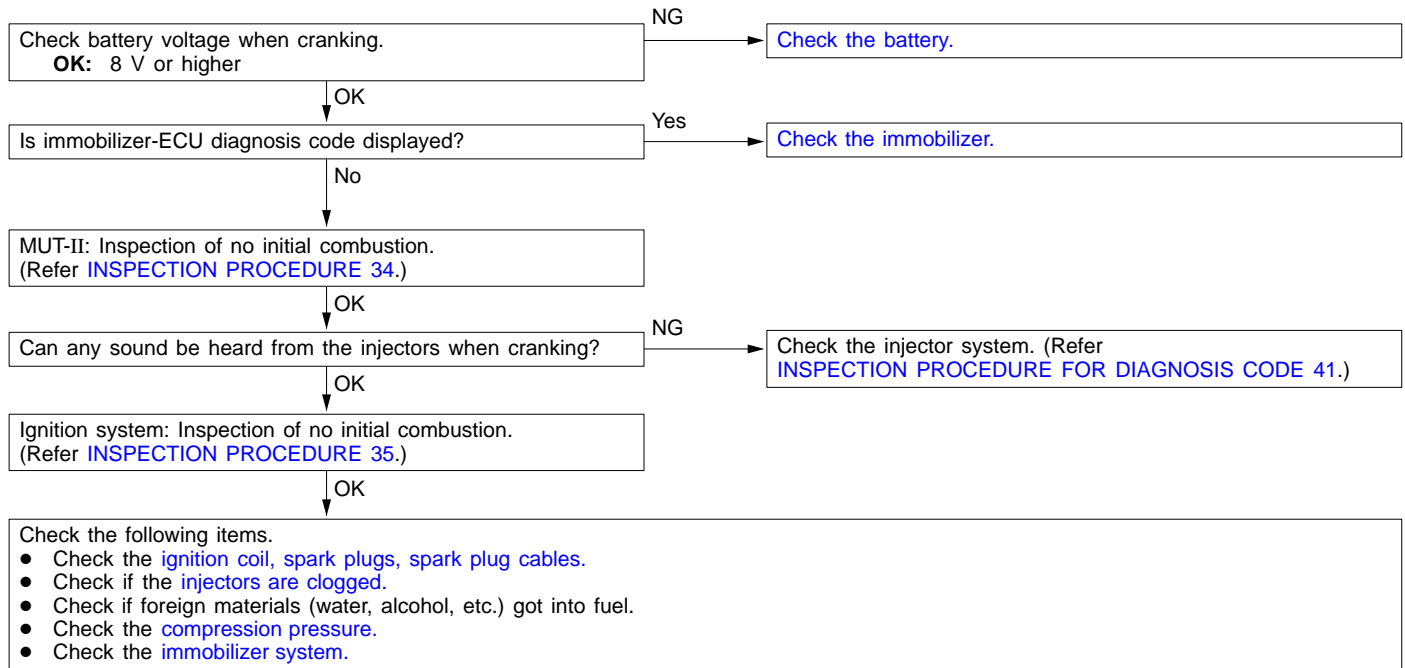 NG
Check battery voltage when cranking.
OK: 8 V or higher
Check the battery.
OK
Is immobilizer-ECU diagnosis code displayed?
Yes
Check the immobilizer.
No
MUT-II: Inspection of no initial combustion.
(Refer INSPECTION PROCEDURE 34.)
OK
Can any sound be heard from the injectors when cranking?
NG
Check the injector system. (Refer
INSPECTION PROCEDURE FOR DIAGNOSIS CODE 41.)
OK
Ignition system: Inspection of no initial combustion.
(Refer INSPECTION PROCEDURE 35.)
OK
Check the following items.
● Check the ignition coil, spark plugs, spark plug cables.
● Check if the injectors are clogged.
● Check if foreign materials (water, alcohol, etc.) got into fuel.
● Check the compression pressure.
● Check the immobilizer system.